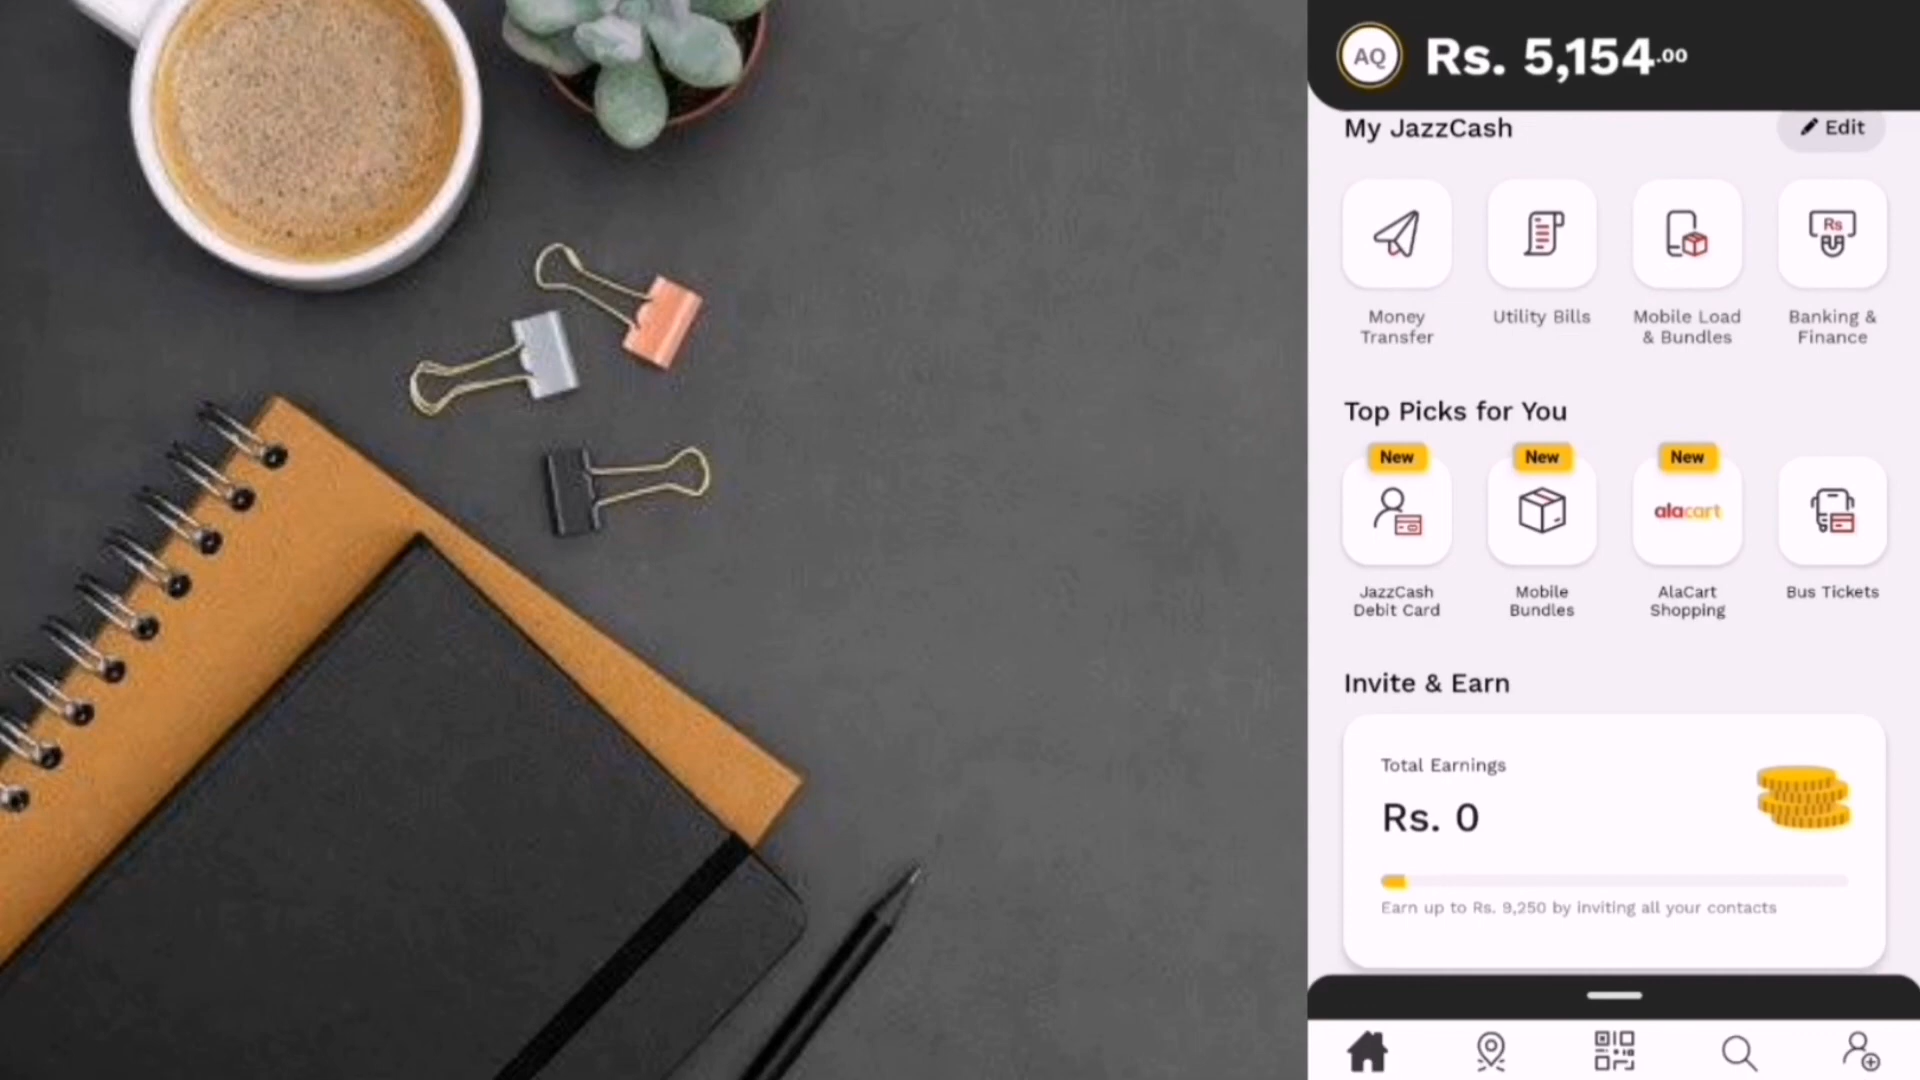 AQ
Rs. 5,154.00
My JazzCash
Edit
Rs
Money
Transfer
Utility Bills
Mobile Load
& Bundles
Banking &
Finance
Top Picks for You
New
New
New
alacart
JazzCash
Debit Card
Mobile
Bundles
AlaCart
Shopping
Bus Tickets
Invite & Earn
Total Earnings
Rs. 0
Earn up to Rs. 9,250 by inviting all your contacts